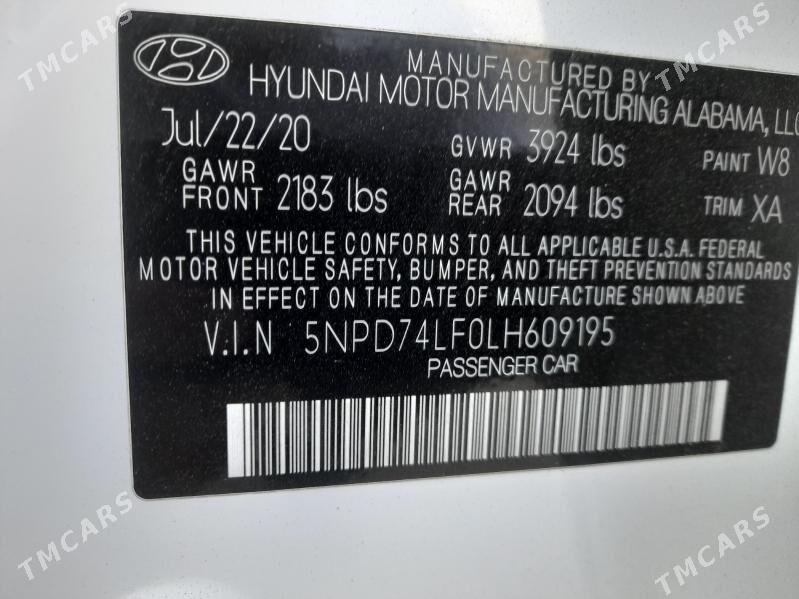 MANUFACTURED BY
HYUNDAI MOTOR MANUFACTURING ALABAMA, LLC
Jul/22/20 GVWR 3924 lbs PAINT W8
GAWR FRONT 2183 lbs GAWR REAR 2094 lbs TRIM XA
THIS VEHICLE CONFORMS TO ALL APPLICABLE U.S.A. FEDERAL
MOTOR VEHICLE SAFETY, BUMPER, AND THEFT PREVENTION STANDARDS
IN EFFECT ON THE DATE OF MANUFACTURE SHOWN ABOVE
V.I.N 5NPD74LF0LH609195
PASSENGER CAR
TMCARS
TMCARS
TMCARS
TMCARS
TMCARS